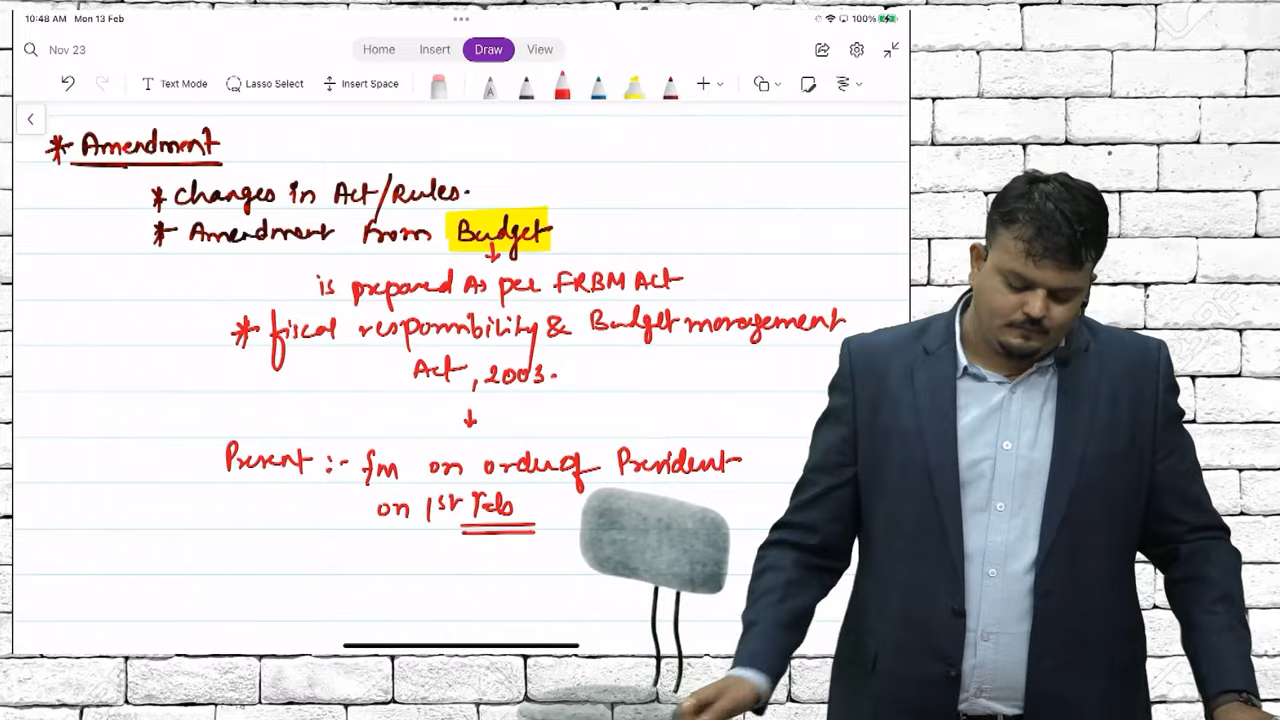 10:48 AM Mon 13 Feb
100%
Nov 23
Home Insert Draw View
Text Mode Lasso Select Insert Space
* Amendment
* Changes in Act/Rules.
* Amendment from Budget
is prepared As per FRBM Act
* fiscal responsibility & Budget management
Act, 2003.
Present :- fm on order of President
on 1st Feb